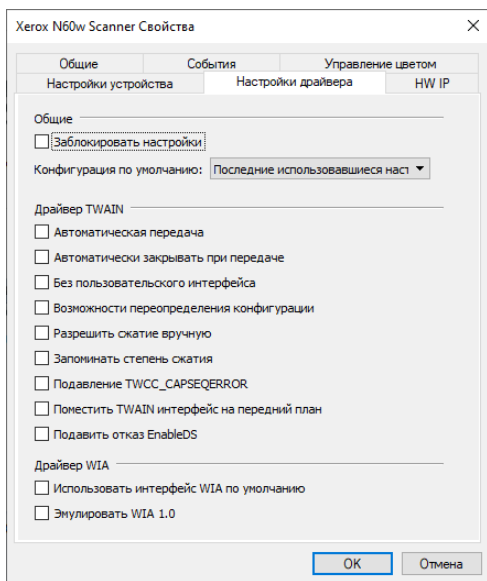 Xerox N60w Scanner Свойства
Общие События Управление цветом
Настройки устройства Настройки драйвера HW IP
Общие
Заблокировать настройки
Конфигурация по умолчанию: Последние использовавшиеся наст
Драйвер TWAIN
Автоматическая передача
Автоматически закрывать при передаче
Без пользовательского интерфейса
Возможности переопределения конфигурации
Разрешить сжатие вручную
Запоминать степень сжатия
Подавление TWCC_CAPSEQERROR
Поместить TWAIN интерфейс на передний план
Подавить отказ EnableDS
Драйвер WIA
Использовать интерфейс WIA по умолчанию
Эмулировать WIA 1.0
OK Отмена